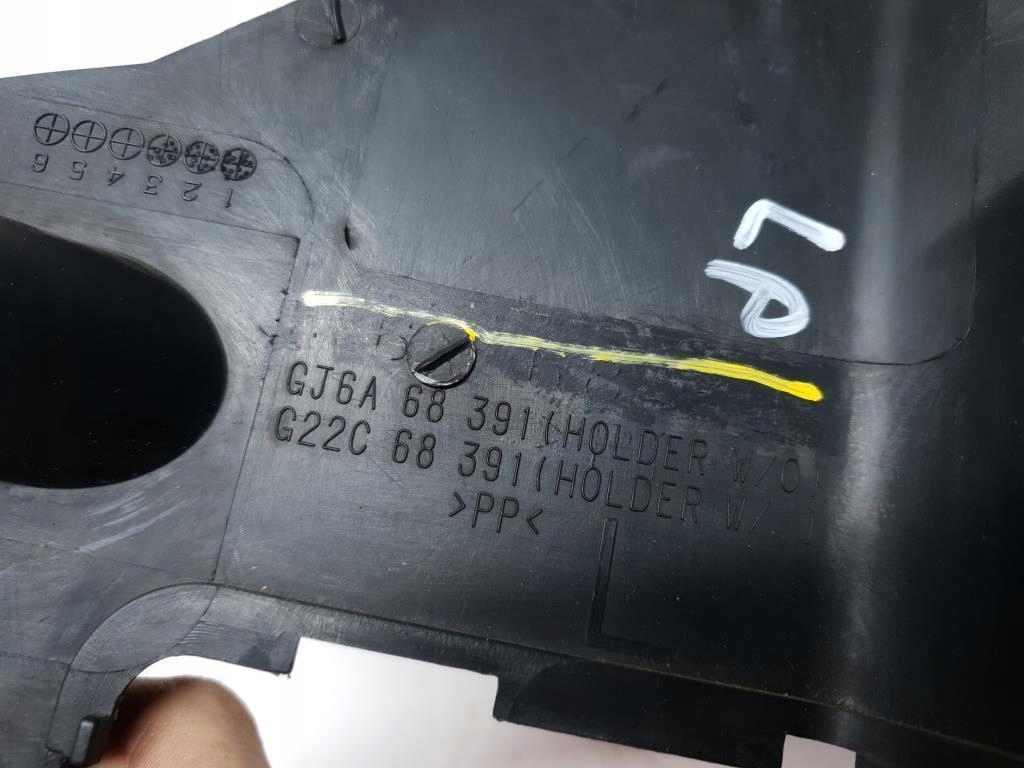 1 2 3 4 5 6
LP
GJ6A 68 391(HOLDER W/O)
G22C 68 391(HOLDER W/ )
>PP<
L